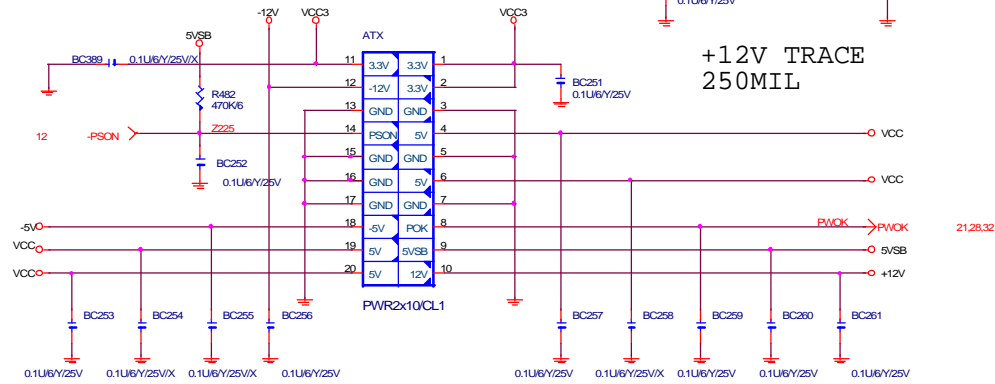 0.1U/6/Y/25V
-12V
VCC3
VCC3
5VSB
ATX
+12V TRACE
250MIL
BC389
0.1U/6/Y/25V/X
11 3.3V 3.3V 1
12 -12V 3.3V 2
13 GND GND 3
14 PSON 5V 4
15 GND GND 5
16 GND 5V 6
17 GND GND 7
18 -5V POK 8
19 5V 5VSB 9
20 5V 12V 10
PWR2x10/CL1
R482
470K/6
12
-PSON
Z225
BC252
0.1U/6/Y/25V
BC251
0.1U/6/Y/25V
VCC
VCC
PWOK
PWOK
21,28,32
5VSB
+12V
-5V
VCC
VCC
BC253
BC254
BC255
BC256
BC257
BC258
BC259
BC260
BC261
0.1U/6/Y/25V
0.1U/6/Y/25V/X
0.1U/6/Y/25V/X
0.1U/6/Y/25V
0.1U/6/Y/25V
0.1U/6/Y/25V
0.1U/6/Y/25V
0.1U/6/Y/25V
0.1U/6/Y/25V